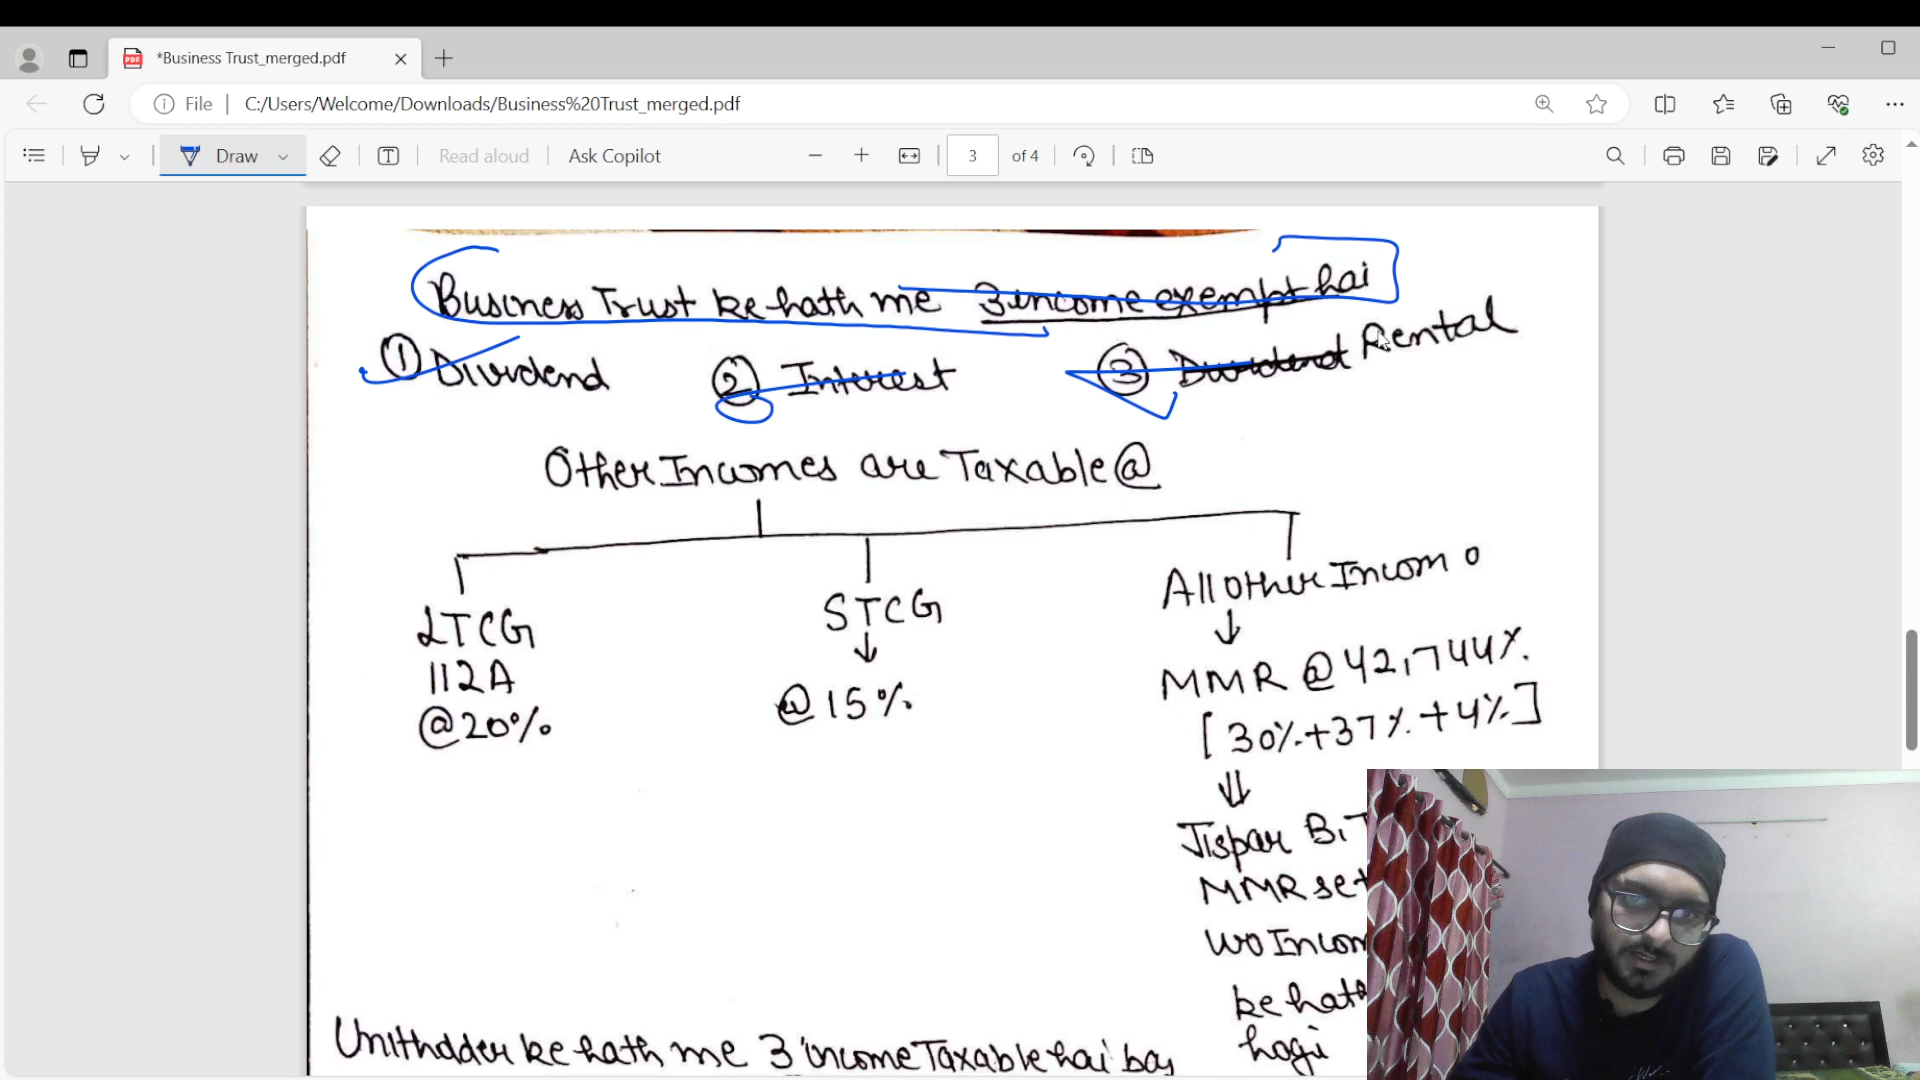 *Business Trust_merged.pdf
File | C:/Users/Welcome/Downloads/Business%20Trust_merged.pdf
Draw
Read aloud
Ask Copilot
3 of 4
Business Trust ke hath me 3 income exempt hai
① Dividend ② Interest ③ Dividend Rental
Other Incomes are Taxable @
LTCG
112A
@ 20%
STCG
@ 15%
All other Incom o
MMR @ 42,744%.
[30%+37%+4%]
Jispar B.T
MMR se
wo Incom
ke hath
hogi
Unithdder ke hath me 3 income Taxable hai bas